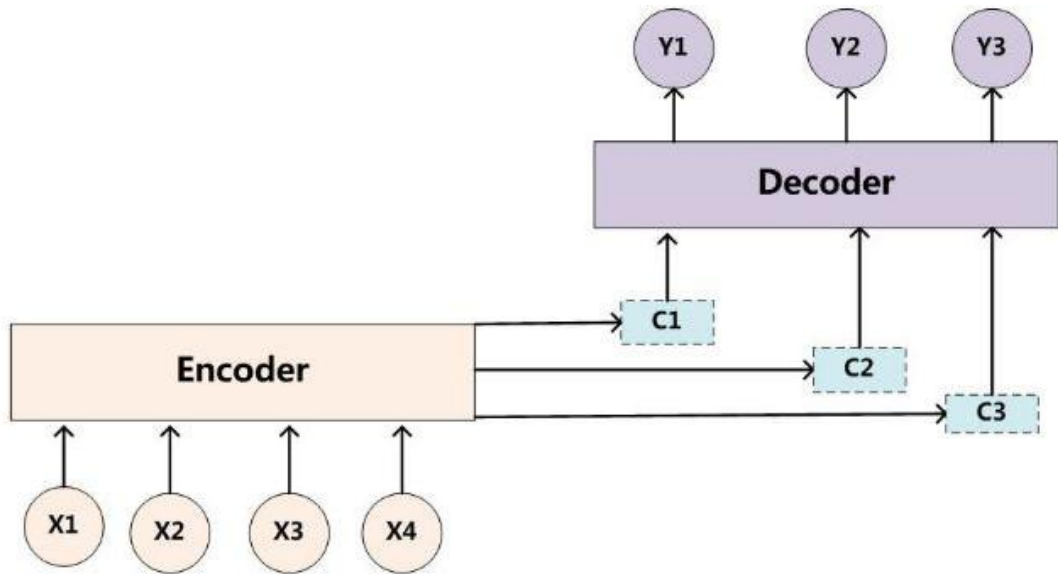 Y1 Y2 Y3
Decoder
C1
Encoder
C2
C3
X1 X2 X3 X4